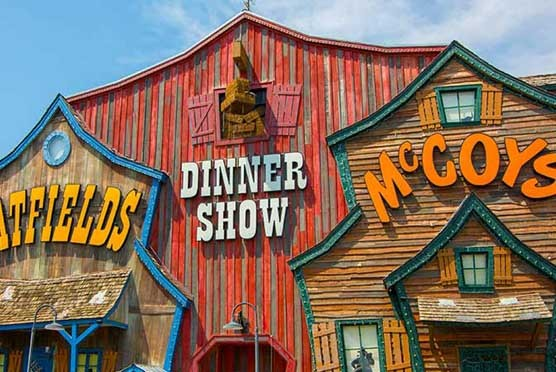 ATFIELDS
DINNER
SHOW
McCOYS